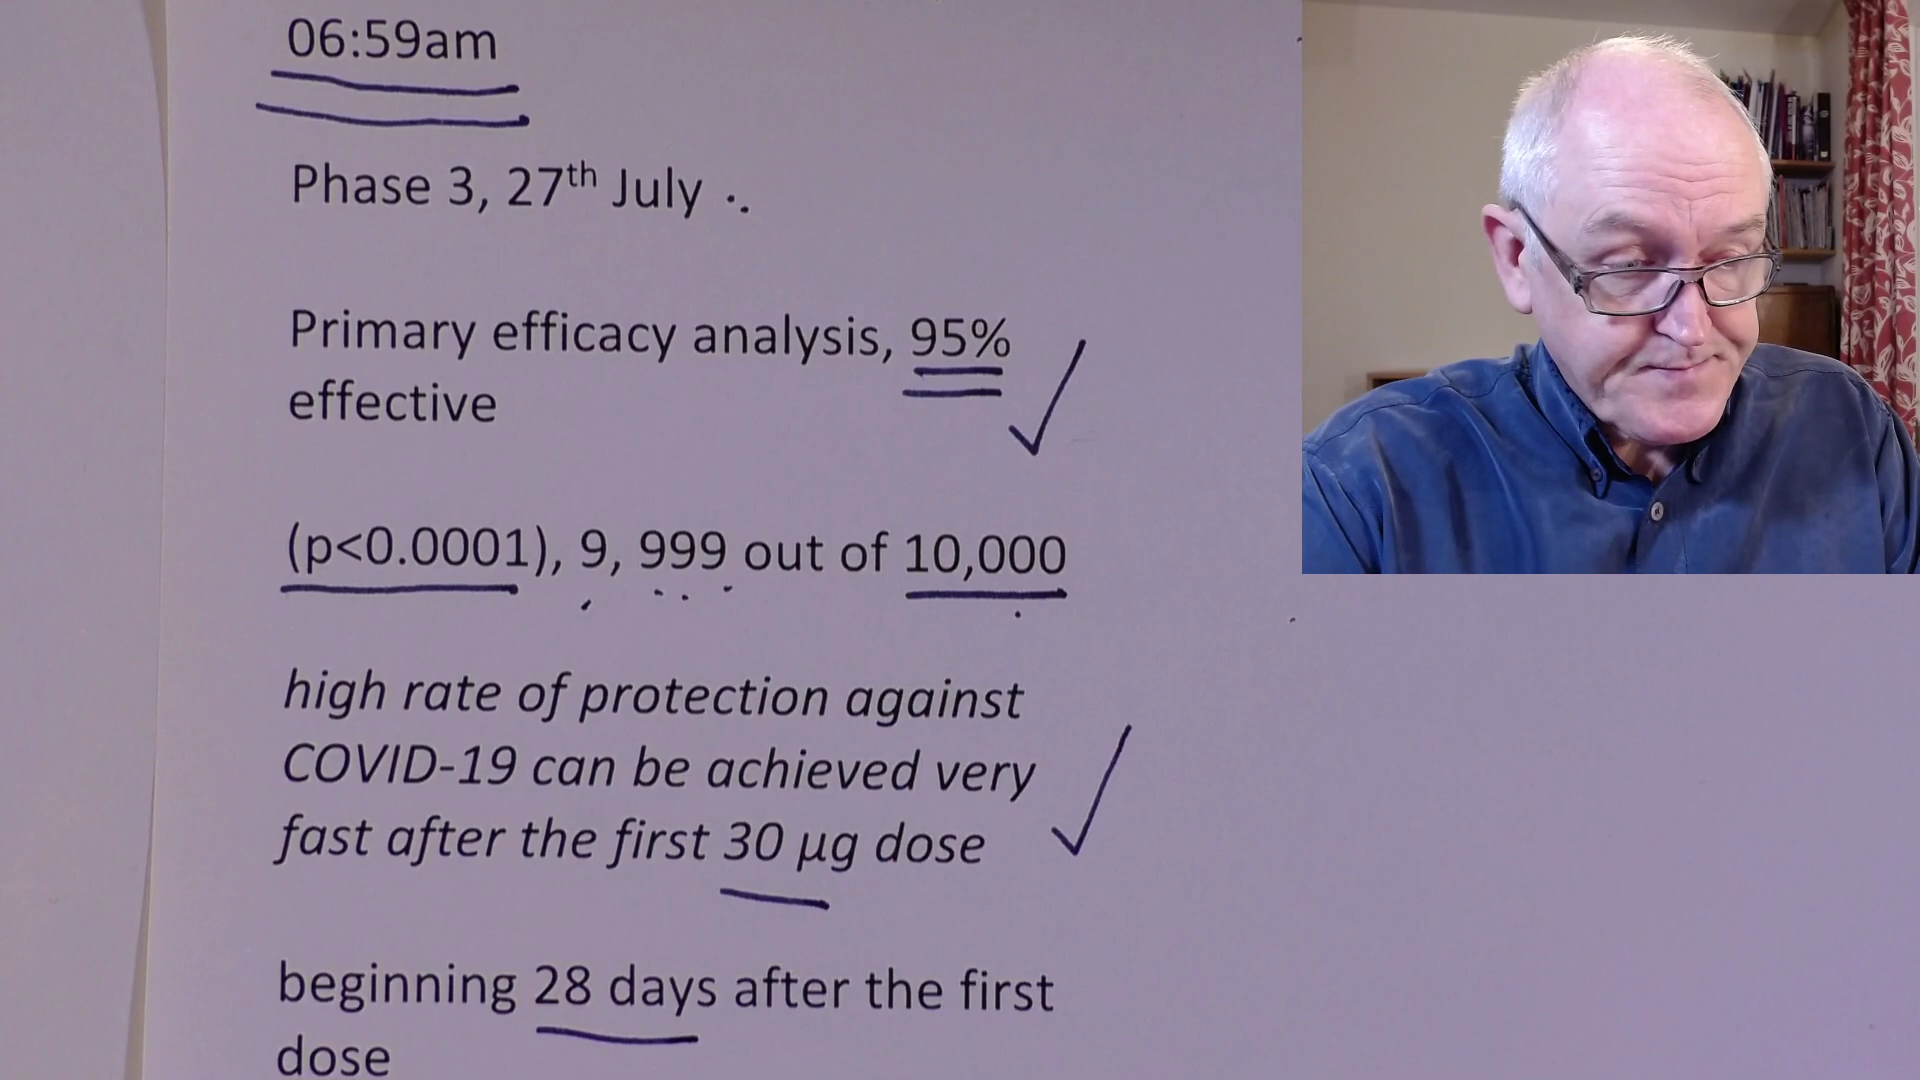 06:59am
Phase 3, 27th July
Primary efficacy analysis, 95%
effective
(p<0.0001), 9, 999 out of 10,000
high rate of protection against
COVID-19 can be achieved very
fast after the first 30 µg dose
beginning 28 days after the first
dose